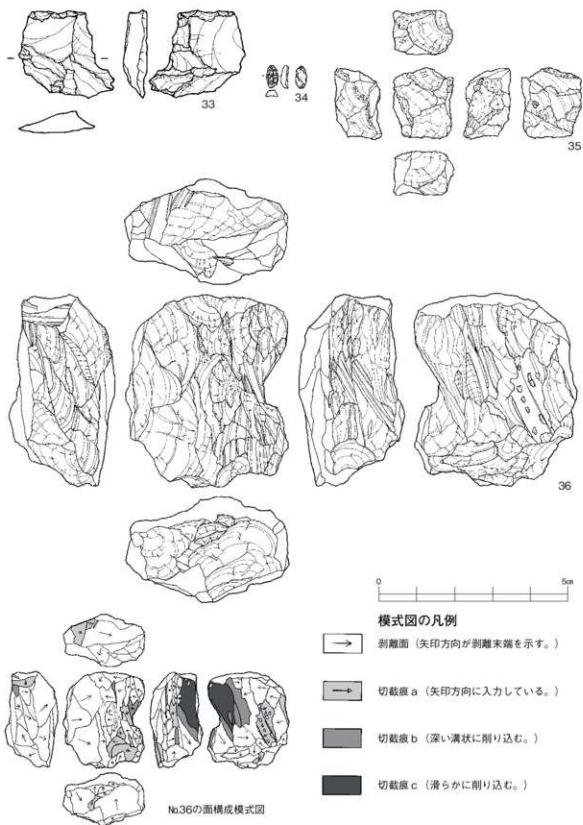 33
34
35
36
0
5cm
模式図の凡例
剥離面（矢印方向が剥離末端を示す。）
切截痕a（矢印方向に入力している。）
切截痕b（深い溝状に削り込む。）
切截痕c（滑らかに削り込む。）
No.36の面構成模式図